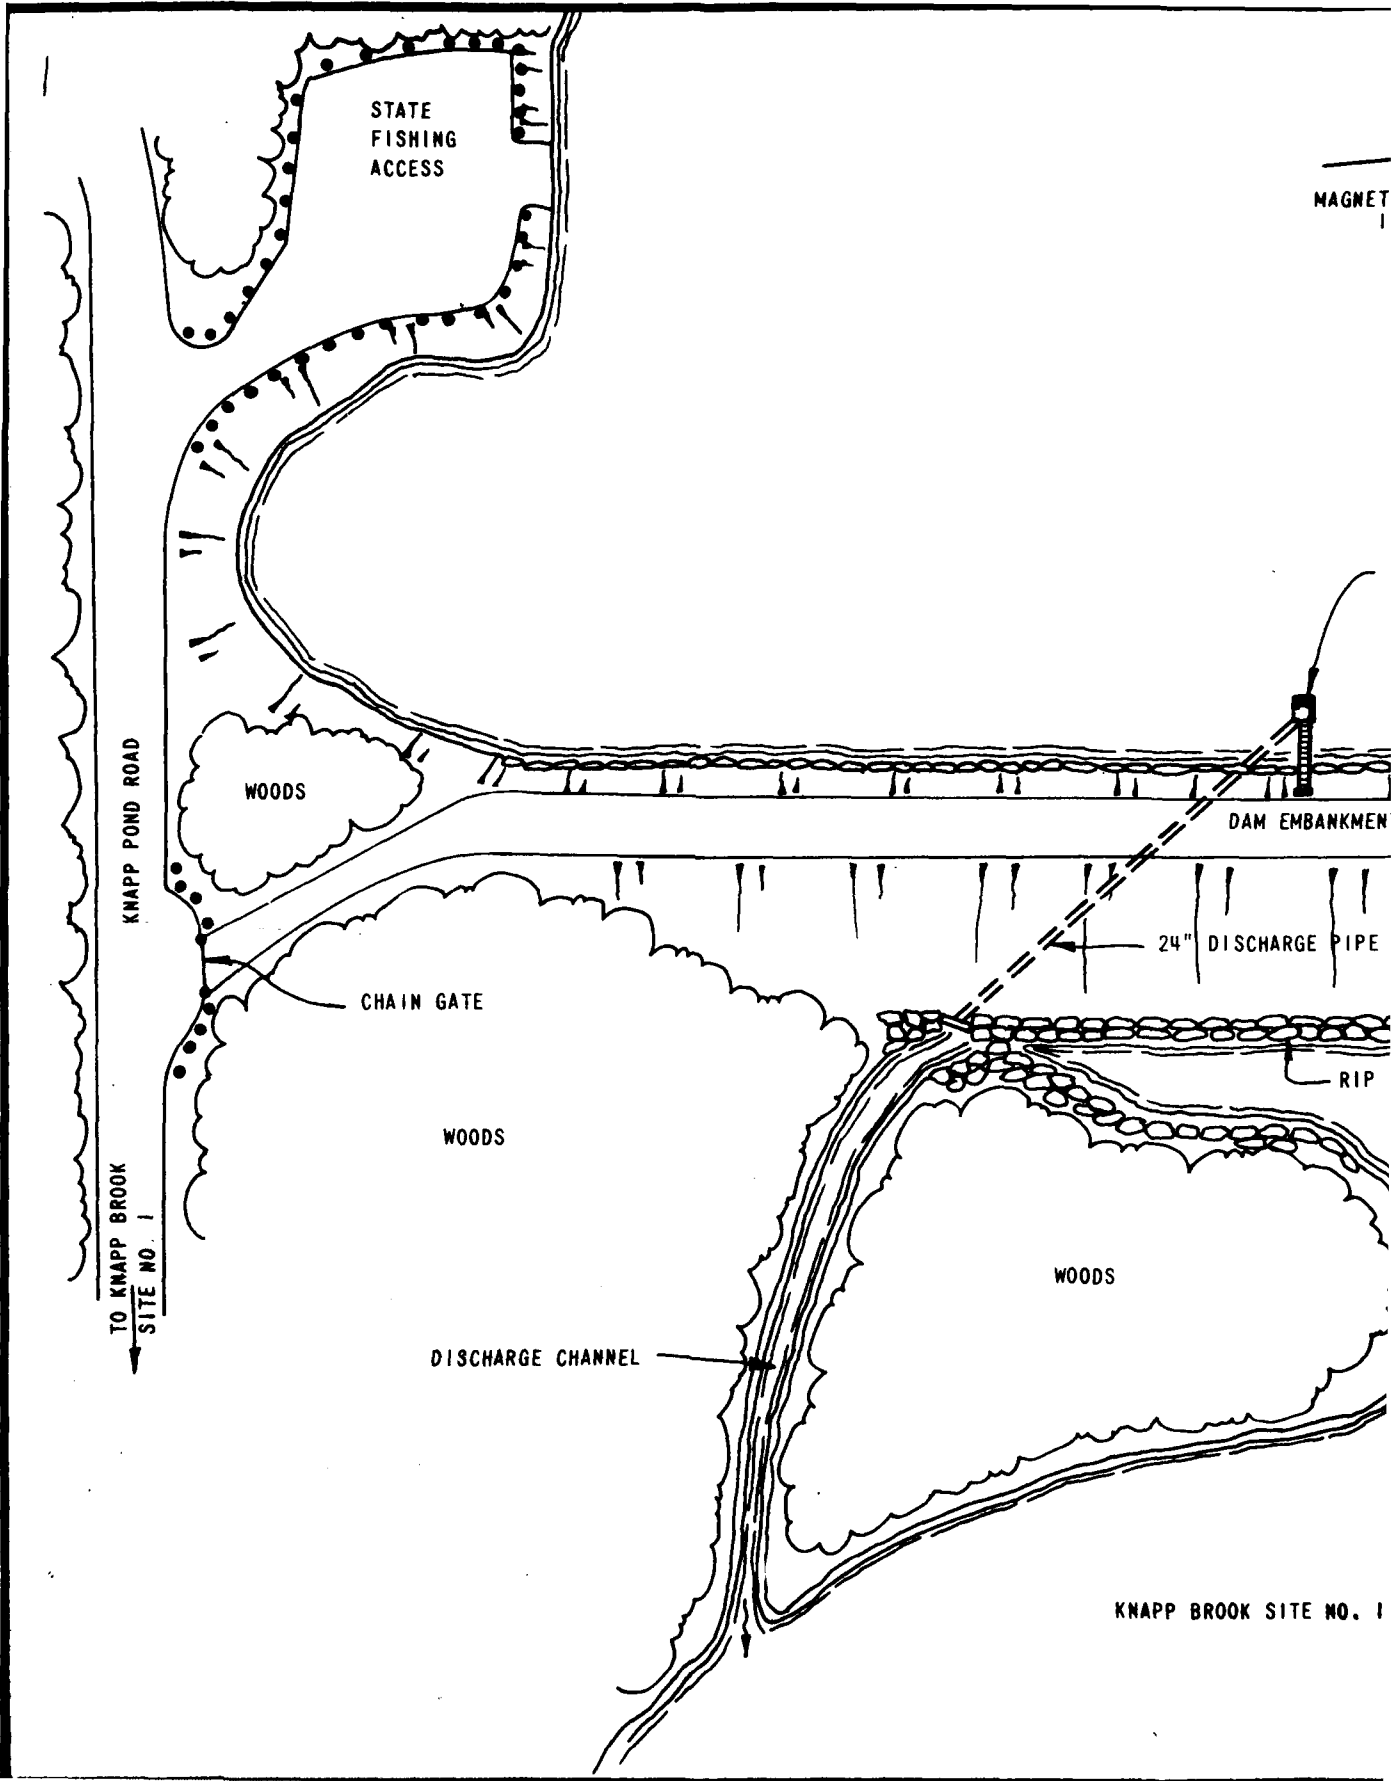 STATE
FISHING
ACCESS
MAGNET
KNAPP POND ROAD
WOODS
DAM EMBANKMEN
24" DISCHARGE PIPE
CHAIN GATE
RIP
WOODS
TO KNAPP BROOK
SITE NO. 1
WOODS
DISCHARGE CHANNEL
KNAPP BROOK SITE NO. 1